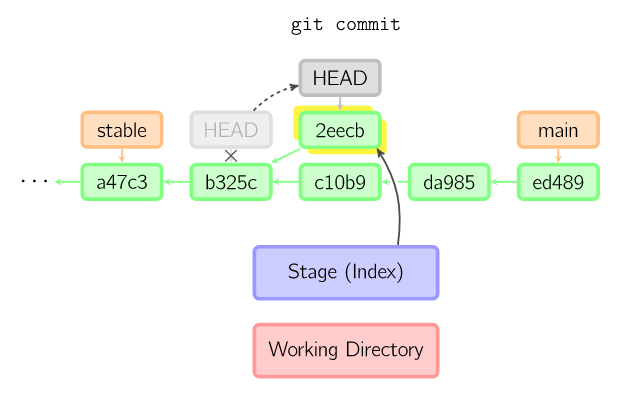 git commit
HEAD
stable
HEAD
2eecb
main
... a47c3
b325c
c10b9
da985
ed489
Stage (Index)
Working Directory